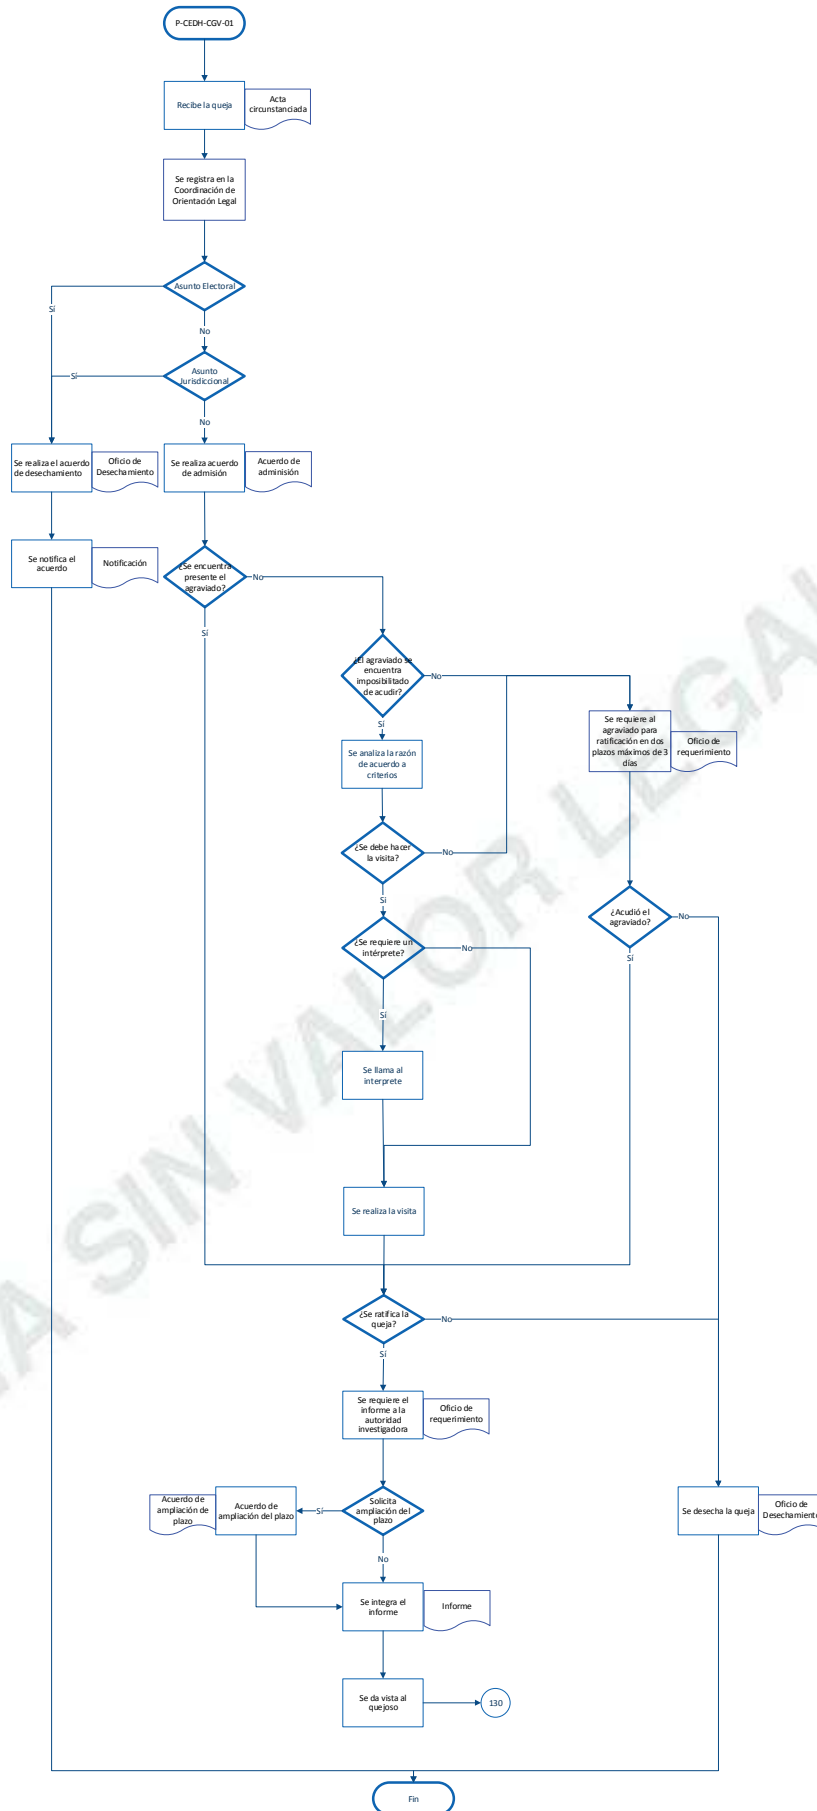 P-CEDH-CGV-01
Recibe la queja
Acta
circunstanciada
Se registra en la
Coordinación de
Orientación Legal
Asunto Electoral
Sí
No
Asunto
Jurisdiccional
Sí
No
Se realiza el acuerdo
de desechamiento
Oficio de
Desechamiento
Se realiza acuerdo
de admisión
Acuerdo de
adminisión
Se notifica el
acuerdo
Notificación
¿Se encuentra
presente el
agraviado?
No
Sí
¿El agraviado se
encuentra
imposibilitado
de acudir?
No
Sí
Se requiere al
agraviado para
ratificación en dos
plazos máximos de 3
días
Oficio de
requerimiento
Se analiza la razón
de acuerdo a
criterios
¿Se debe hacer
la visita?
No
Sí
¿Acudió el
agraviado?
No
Sí
¿Se requiere un
intérprete?
No
Sí
Se llama al
interprete
Se realiza la visita
¿Se ratifica la
queja?
No
Sí
Se requiere el
informe a la
autoridad
investigadora
Oficio de
requerimiento
Solicita
ampliación del
plazo
Sí
No
Acuerdo de
ampliación del plazo
Acuerdo de
ampliación de
plazo
Se desecha la queja
Oficio de
Desechamiento
Se integra el
informe
Informe
Se da vista al
quejoso
130
Fin
SIN VALOR LEGAL